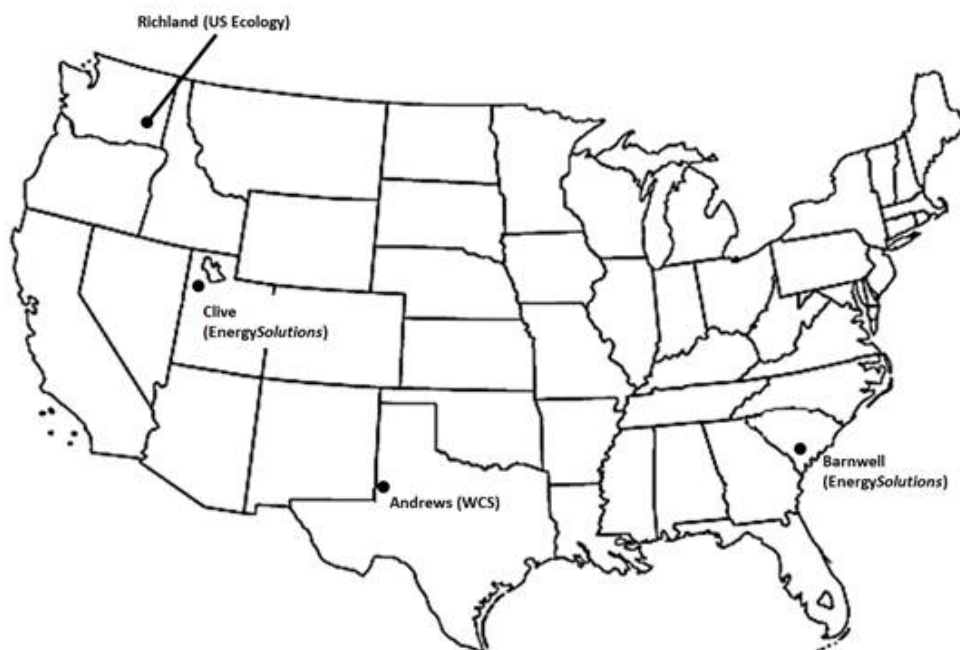 Richland (US Ecology)
Clive
(EnergySolutions)
Andrews (WCS)
Barnwell
(EnergySolutions)